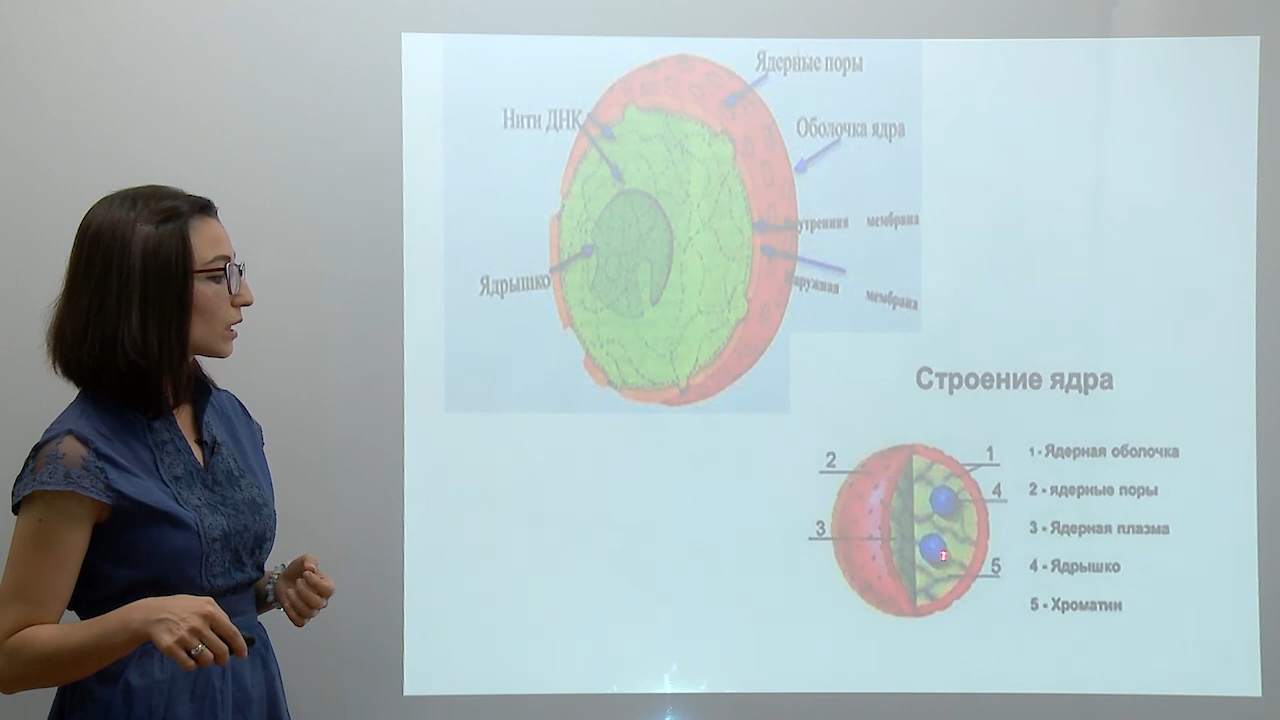 Ядерные поры
Нити ДНК
Оболочка ядра
мембрана
Ядрышко
мембрана
Строение ядра
2
1
4
3
5
1 - Ядерная оболочка
2 - ядерные поры
3 - Ядерная плазма
4 - Ядрышко
5 - Хроматин